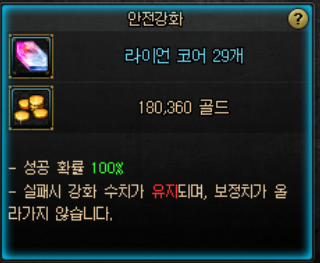 안전강화
?
라이언 코어 29개
180,360 골드
- 성공 확률 100%
- 실패시 강화 수치가 유지되며, 보정치가 올
라가지 않습니다.